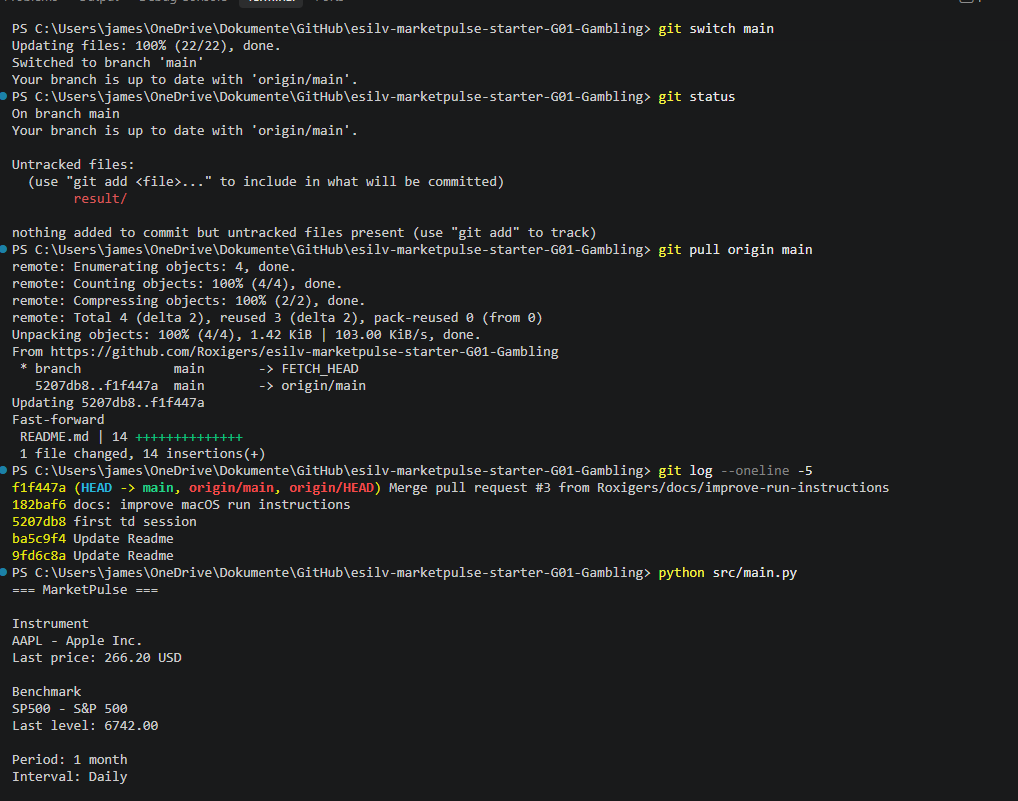 Terminal
PS C:\Users\james\OneDrive\Dokumente\GitHub\esilv-marketpulse-starter-G01-Gambling> git switch main
Updating files: 100% (22/22), done.
Switched to branch 'main'
Your branch is up to date with 'origin/main'.
PS C:\Users\james\OneDrive\Dokumente\GitHub\esilv-marketpulse-starter-G01-Gambling> git status
On branch main
Your branch is up to date with 'origin/main'.
Untracked files:
  (use "git add <file>..." to include in what will be committed)
        result/
nothing added to commit but untracked files present (use "git add" to track)
PS C:\Users\james\OneDrive\Dokumente\GitHub\esilv-marketpulse-starter-G01-Gambling> git pull origin main
remote: Enumerating objects: 4, done.
remote: Counting objects: 100% (4/4), done.
remote: Compressing objects: 100% (2/2), done.
remote: Total 4 (delta 2), reused 3 (delta 2), pack-reused 0 (from 0)
Unpacking objects: 100% (4/4), 1.42 KiB | 103.00 KiB/s, done.
From https://github.com/Roxigers/esilv-marketpulse-starter-G01-Gambling
 * branch            main       -> FETCH_HEAD
   5207db8..f1f447a  main       -> origin/main
Updating 5207db8..f1f447a
Fast-forward
 README.md | 14 ++++++++++++++
 1 file changed, 14 insertions(+)
PS C:\Users\james\OneDrive\Dokumente\GitHub\esilv-marketpulse-starter-G01-Gambling> git log --oneline -5
f1f447a (HEAD -> main, origin/main, origin/HEAD) Merge pull request #3 from Roxigers/docs/improve-run-instructions
182baf6 docs: improve macOS run instructions
5207db8 first td session
ba5c9f4 Update Readme
9fd6c8a Update Readme
PS C:\Users\james\OneDrive\Dokumente\GitHub\esilv-marketpulse-starter-G01-Gambling> python src/main.py
=== MarketPulse ===
Instrument
AAPL - Apple Inc.
Last price: 266.20 USD
Benchmark
SP500 - S&P 500
Last level: 6742.00
Period: 1 month
Interval: Daily